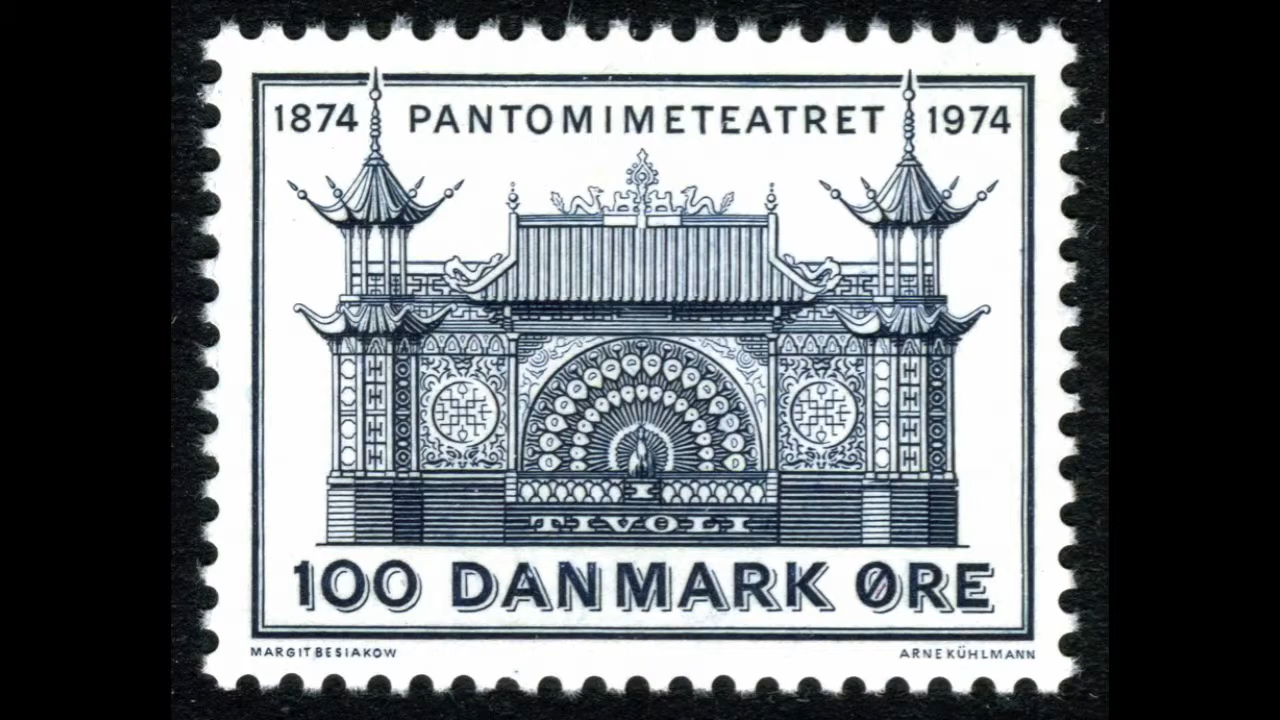 1874 PANTOMIMETEATRET 1974
TIVOLI
100 DANMARK ØRE
MARGIT BESIAKOW ARNE KÜHLMANN